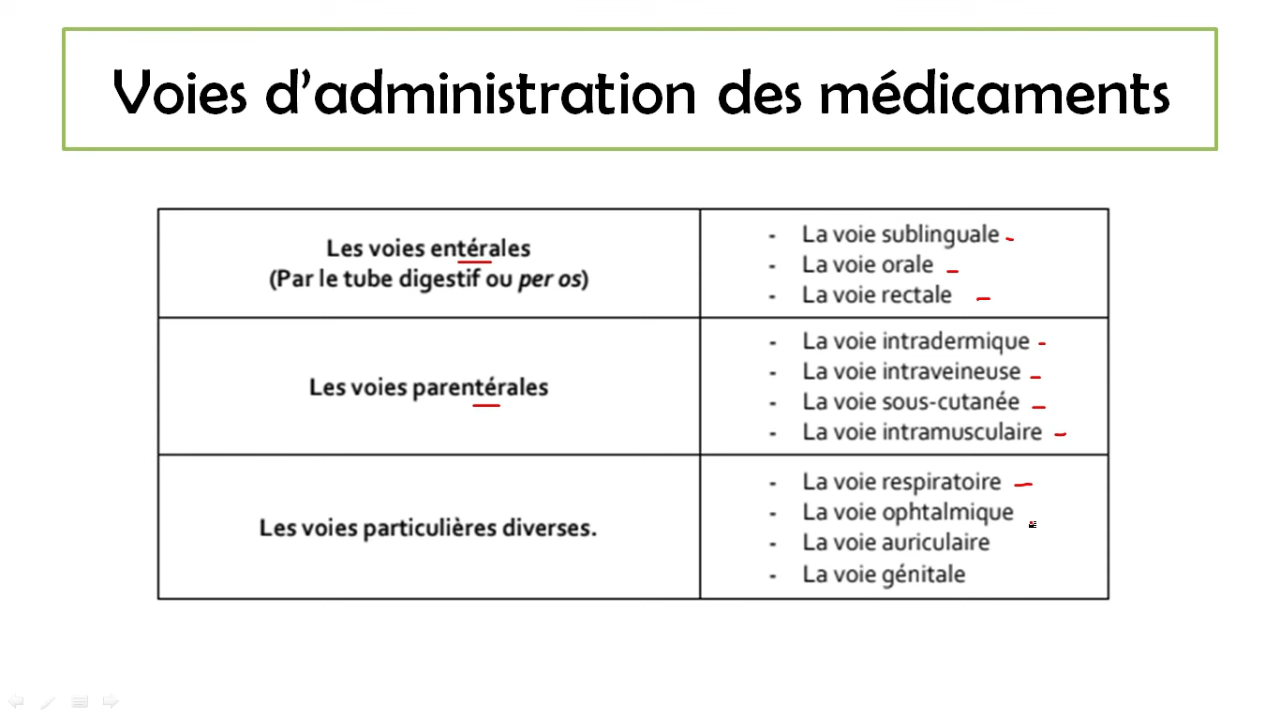 Voies d’administration des médicaments
Les voies entérales
(Par le tube digestif ou per os)
- La voie sublinguale
- La voie orale
- La voie rectale
Les voies parentérales
- La voie intradermique
- La voie intraveineuse
- La voie sous-cutanée
- La voie intramusculaire
Les voies particulières diverses.
- La voie respiratoire
- La voie ophtalmique
- La voie auriculaire
- La voie génitale